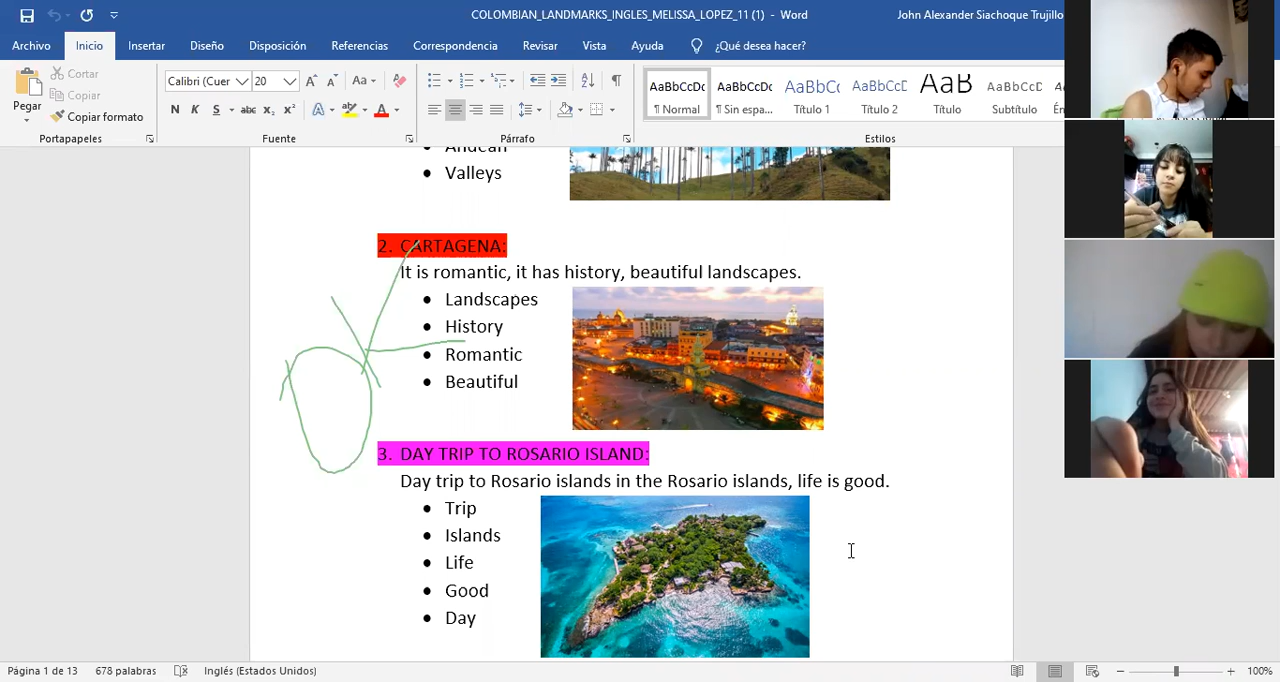 COLOMBIAN_LANDMARKS_INGLES_MELISSA_LOPEZ_11 (1) - Word
John Alexander Siachoque Trujillo
Archivo Inicio Insertar Diseño Disposición Referencias Correspondencia Revisar Vista Ayuda ¿Qué desea hacer?
Pegar
Cortar
Copiar
Copiar formato
Calibri (Cuer 20
Aa
N K S abc x₂ x²
A A
AaBbCcDc AaBbCcDc AaBbCc AaBbCcD AaB AaBbCcD
¶ Normal ¶ Sin espa... Título 1 Título 2 Título Subtítulo
Portapapeles Fuente Párrafo Estilos
Andean
Valleys
2. CARTAGENA:
It is romantic, it has history, beautiful landscapes.
Landscapes
History
Romantic
Beautiful
OK
3. DAY TRIP TO ROSARIO ISLAND:
Day trip to Rosario islands in the Rosario islands, life is good.
Trip
Islands
Life
Good
Day
Página 1 de 13 678 palabras Inglés (Estados Unidos) 100%